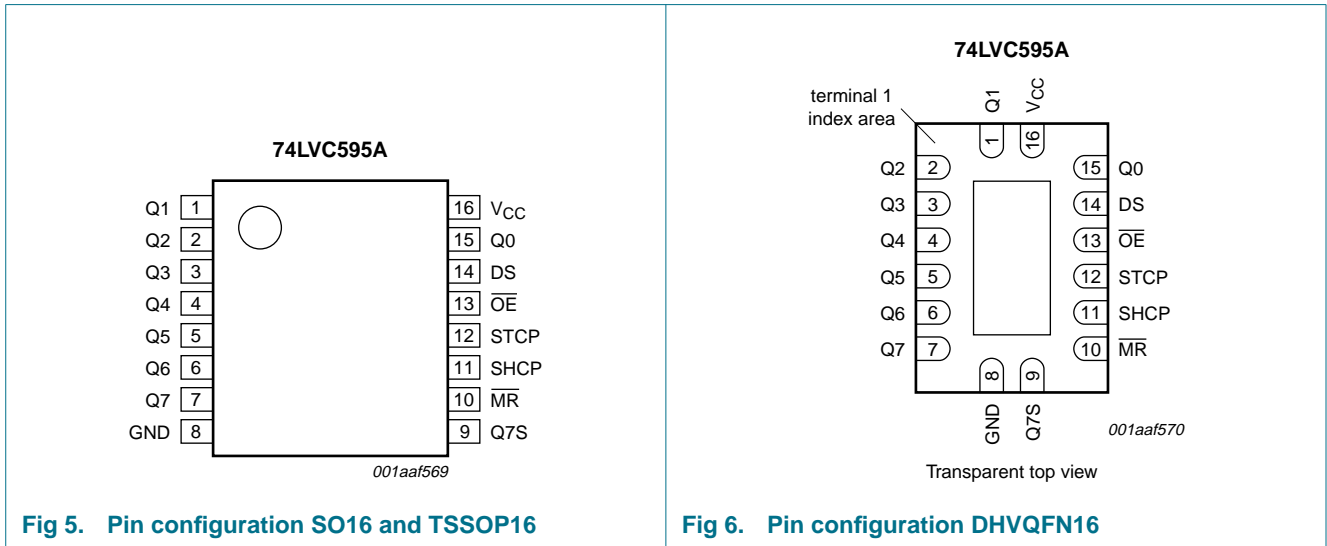 74LVC595A
Q1 1
Q2 2
Q3 3
Q4 4
Q5 5
Q6 6
Q7 7
GND 8
16 VCC
15 Q0
14 DS
13 OE
12 STCP
11 SHCP
10 MR
9 Q7S
001aaf569
Fig 5. Pin configuration SO16 and TSSOP16
74LVC595A
terminal 1
index area
Q1 VCC
1 16
Q2 2 15 Q0
Q3 3 14 DS
Q4 4 13 OE
Q5 5 12 STCP
Q6 6 11 SHCP
Q7 7 10 MR
8 9
GND Q7S
001aaf570
Transparent top view
Fig 6. Pin configuration DHVQFN16